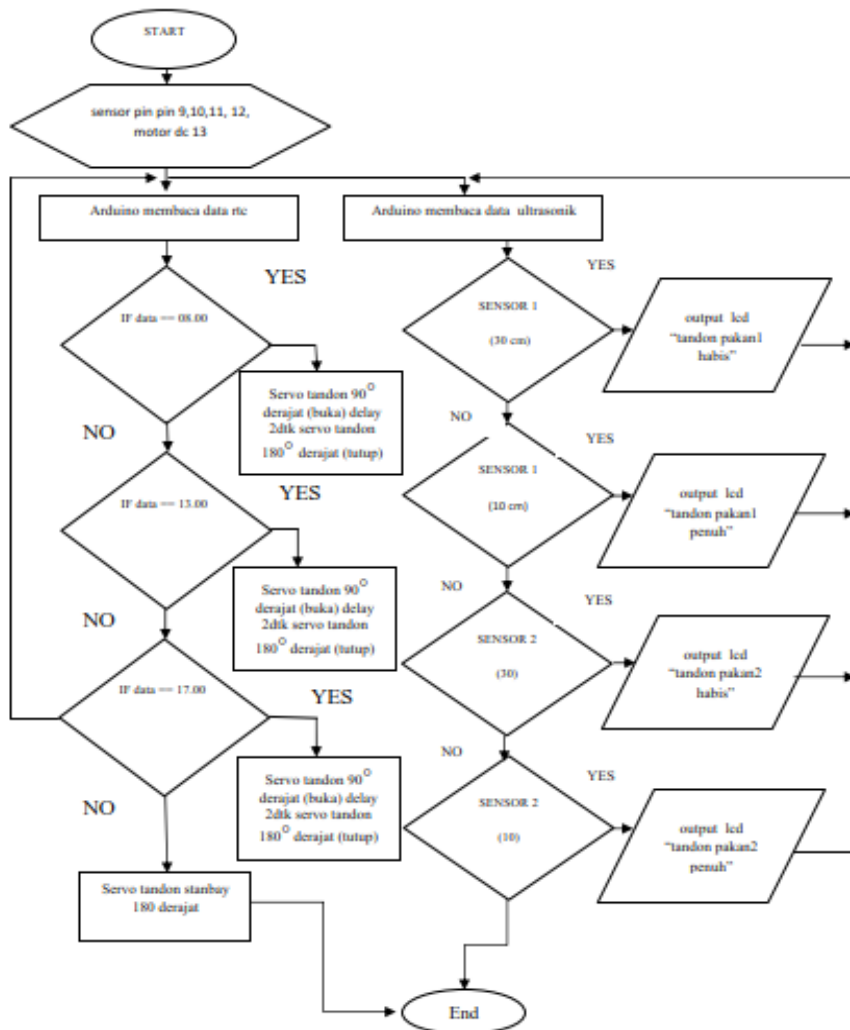 START
sensor pin pin 9,10,11, 12,
motor dc 13
Arduino membaca data rtc
YES
IF data == 08.00
Servo tandon 90°
derajat (buka) delay
2dtk servo tandon
180° derajat (tutup)
NO
YES
IF data == 13.00
Servo tandon 90°
derajat (buka) delay
2dtk servo tandon
180° derajat (tutup)
NO
IF data == 17.00
YES
Servo tandon 90°
derajat (buka) delay
2dtk servo tandon
180° derajat (tutup)
NO
Servo tandon stanbay
180 derajat
Arduino membaca data ultrasonik
YES
SENSOR 1
(30 cm)
output lcd
“tandon pakan1
habis”
NO
YES
SENSOR 1
(10 cm)
output lcd
“tandon pakan1
penuh”
NO
YES
SENSOR 2
(30)
output lcd
“tandon pakan2
habis”
NO
YES
SENSOR 2
(10)
output lcd
“tandon pakan2
penuh”
End